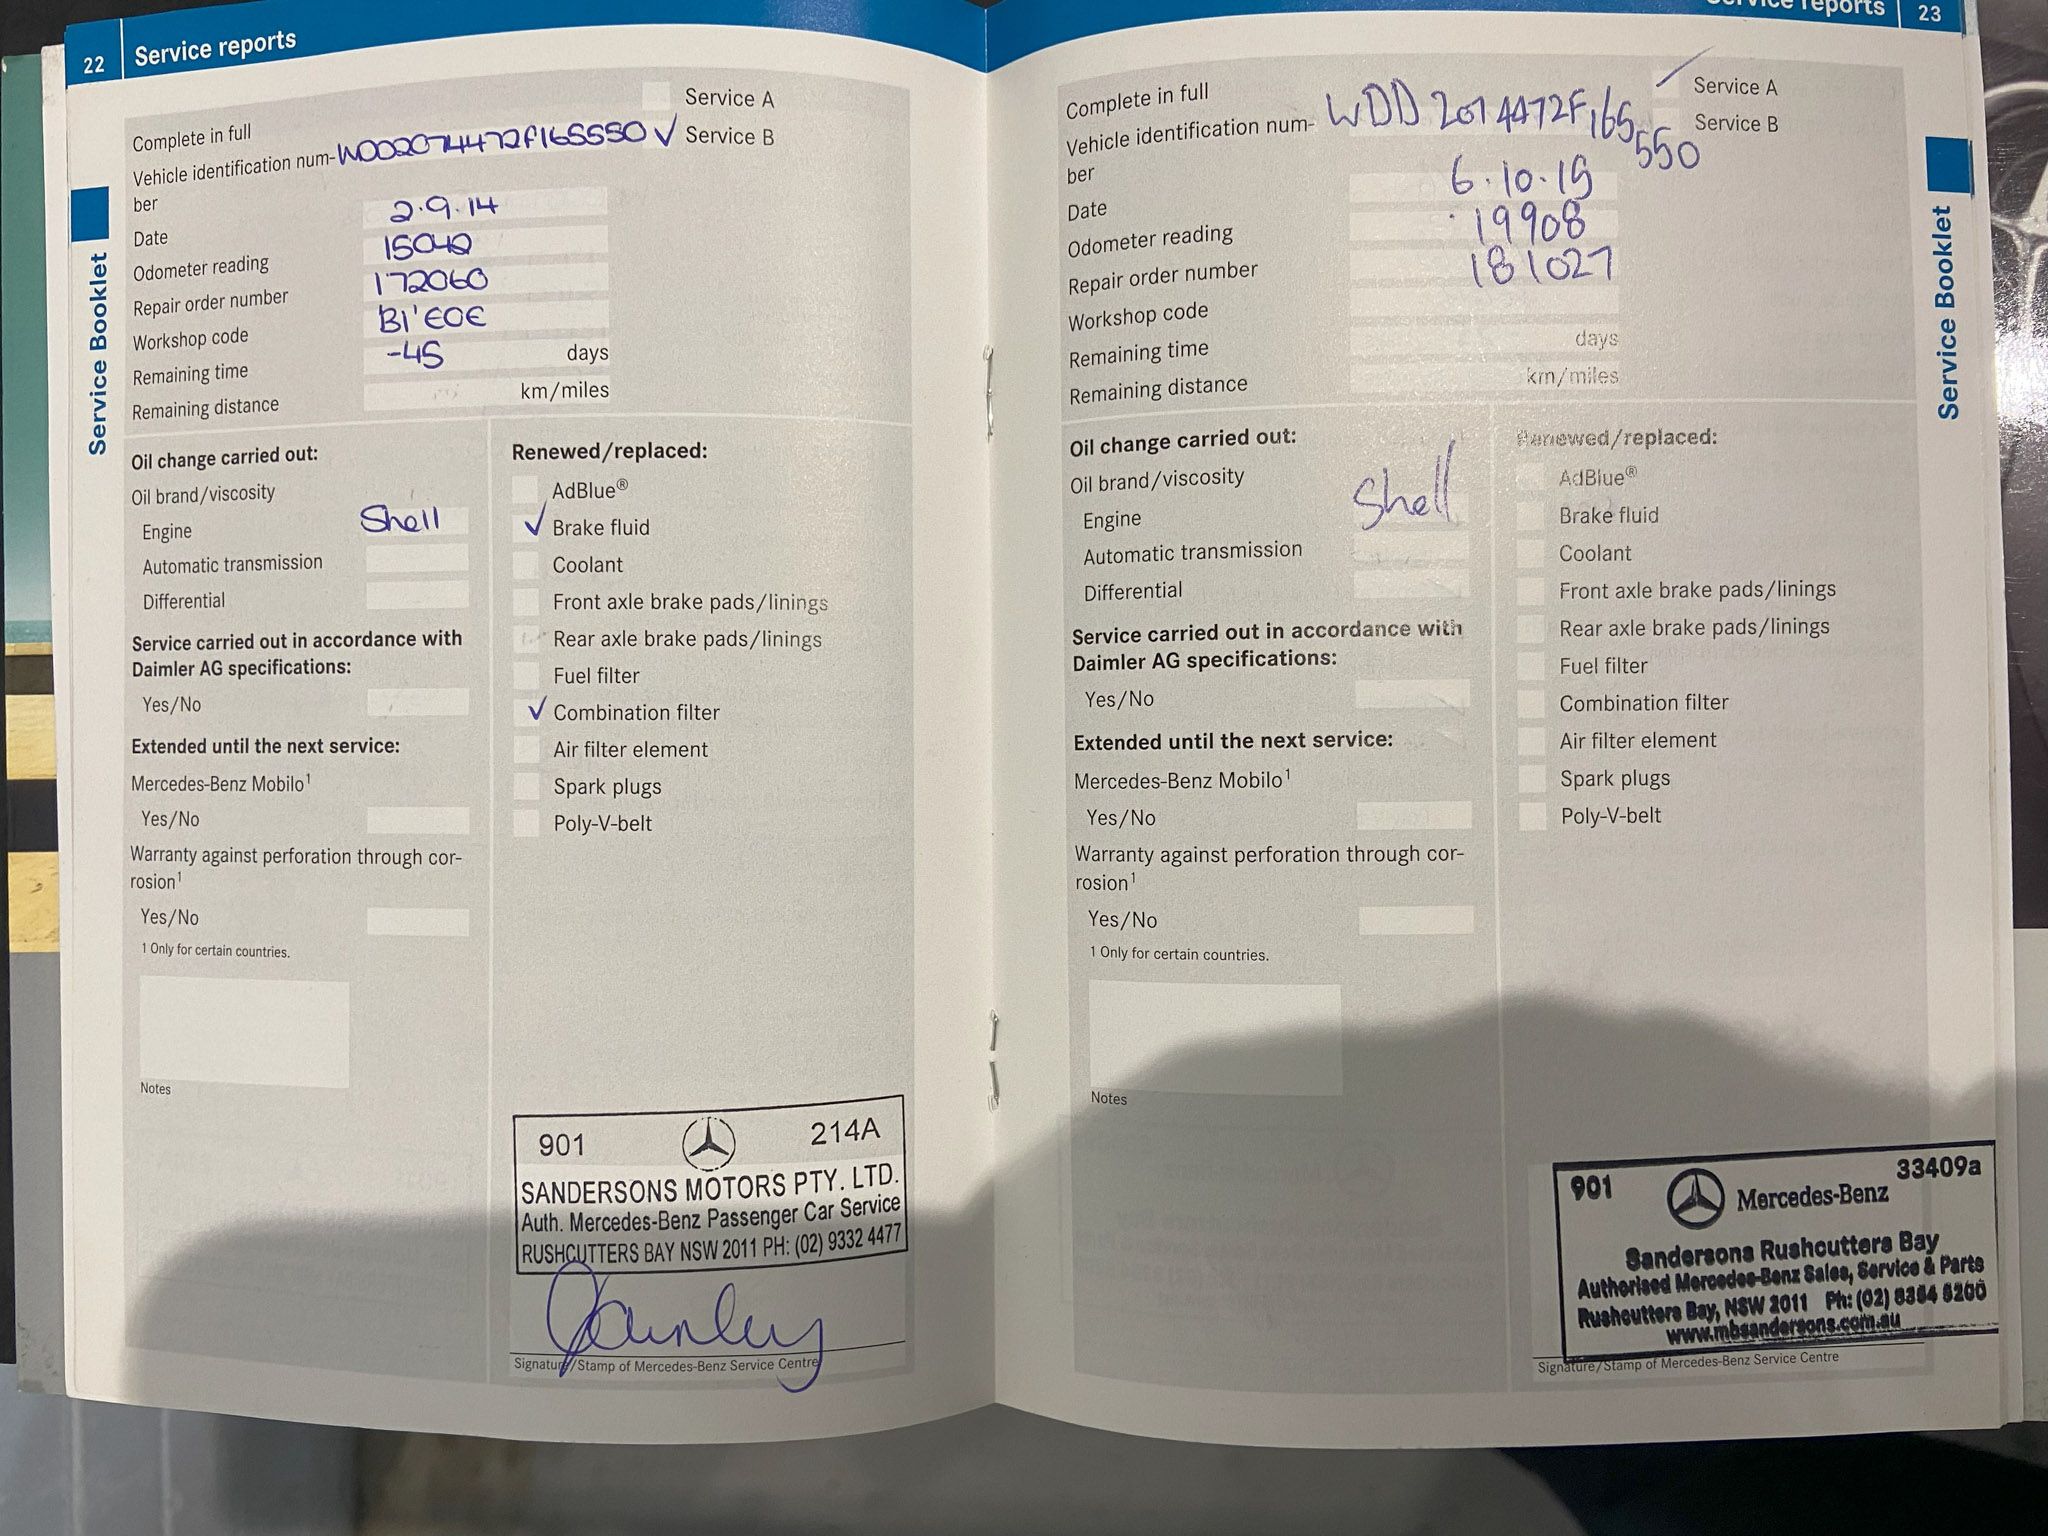 22 Service reports
Service A
Complete in full
✓ Service B
Vehicle identification num- WDD2074472F165550
ber
Date 2.9.14
Odometer reading 15042
Repair order number 172060
Workshop code B1'EOE
Remaining time -45 days
Remaining distance km/miles
Oil change carried out:
Oil brand/viscosity
Engine Shell
Automatic transmission
Differential
Service carried out in accordance with
Daimler AG specifications:
Yes/No
Extended until the next service:
Mercedes-Benz Mobilo¹
Yes/No
Warranty against perforation through cor-
rosion¹
Yes/No
1 Only for certain countries.
Notes
Renewed/replaced:
AdBlue®
✓ Brake fluid
Coolant
Front axle brake pads/linings
Rear axle brake pads/linings
Fuel filter
✓ Combination filter
Air filter element
Spark plugs
Poly-V-belt
901 214A
SANDERSONS MOTORS PTY. LTD.
Auth. Mercedes-Benz Passenger Car Service
RUSHCUTTERS BAY NSW 2011 PH: (02) 9332 4477
Signature/Stamp of Mercedes-Benz Service Centre
Service Booklet
Service reports 23
✓ Service A
Complete in full
Service B
Vehicle identification num- WDD2074472F165
550
ber
Date 6.10.15
Odometer reading 19908
Repair order number 181027
Workshop code
Remaining time days
Remaining distance km/miles
Oil change carried out:
Oil brand/viscosity
Engine Shell
Automatic transmission
Differential
Service carried out in accordance with
Daimler AG specifications:
Yes/No
Extended until the next service:
Mercedes-Benz Mobilo¹
Yes/No
Warranty against perforation through cor-
rosion¹
Yes/No
1 Only for certain countries.
Notes
Renewed/replaced:
AdBlue®
Brake fluid
Coolant
Front axle brake pads/linings
Rear axle brake pads/linings
Fuel filter
Combination filter
Air filter element
Spark plugs
Poly-V-belt
901 Mercedes-Benz 33409a
Sandersons Rushcutters Bay
Authorised Mercedes-Benz Sales, Service & Parts
Rushcutters Bay, NSW 2011 Ph: (02) 8364 5200
www.mbsandersons.com.au
Signature/Stamp of Mercedes-Benz Service Centre
Service Booklet